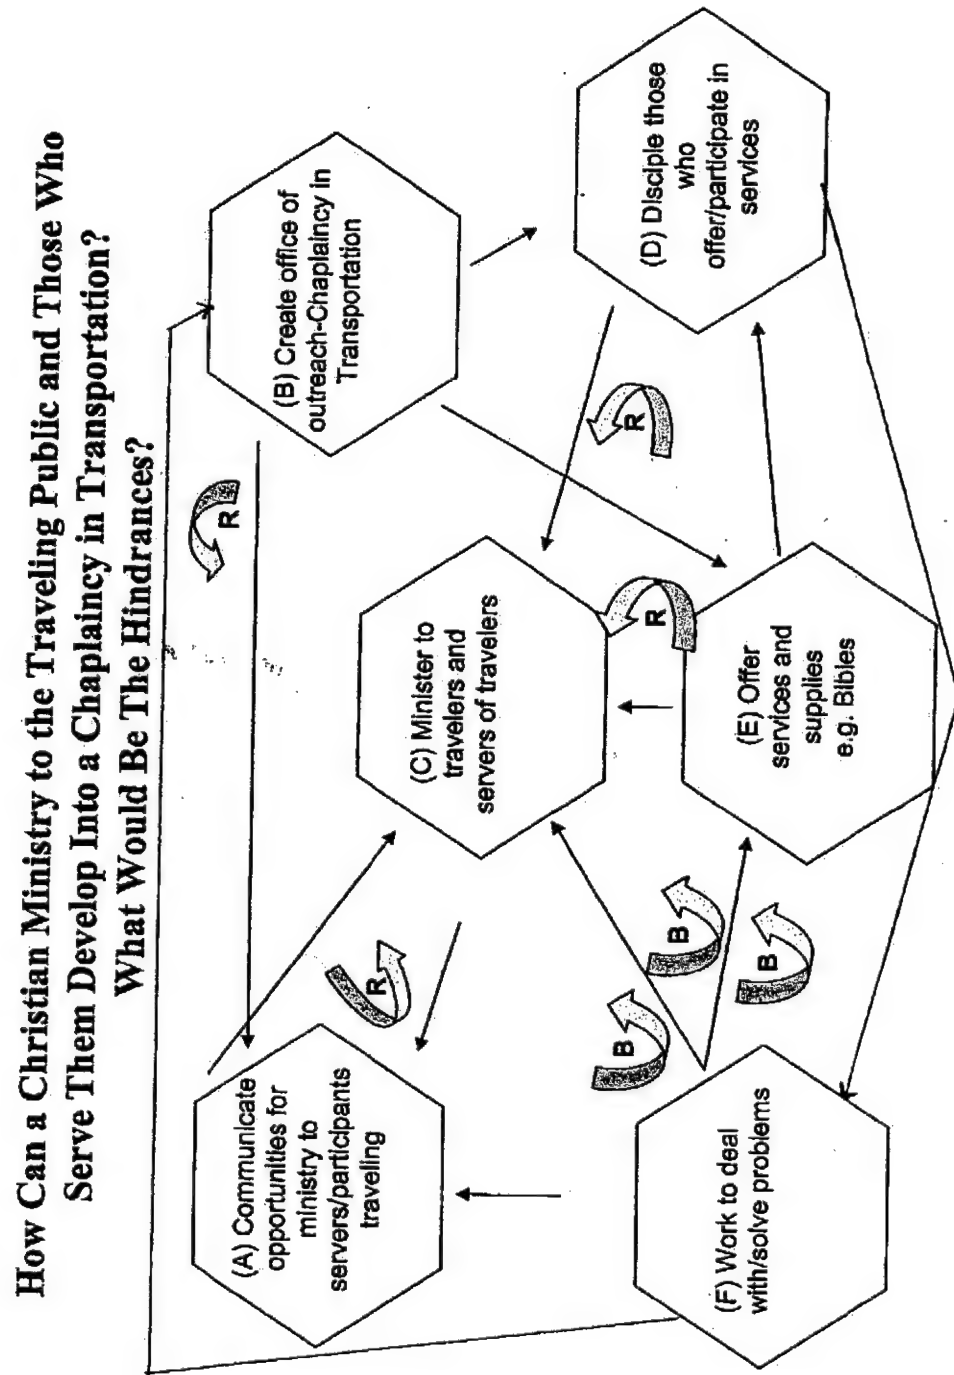 How Can a Christian Ministry to the Traveling Public and Those Who
Serve Them Develop Into a Chaplaincy in Transportation?
What Would Be The Hindrances?
(A) Communicate
opportunities for
ministry to
servers/participants
traveling
R
(B) Create office of
outreach-Chaplaincy in
Transportation
R
(C) Minister to
travelers and
servers of travelers
R
R
(D) Disciple those
who
offer/participate in
services
(E) Offer
services and
supplies
e.g. Bibles
B
B
B
(F) Work to deal
with/solve problems